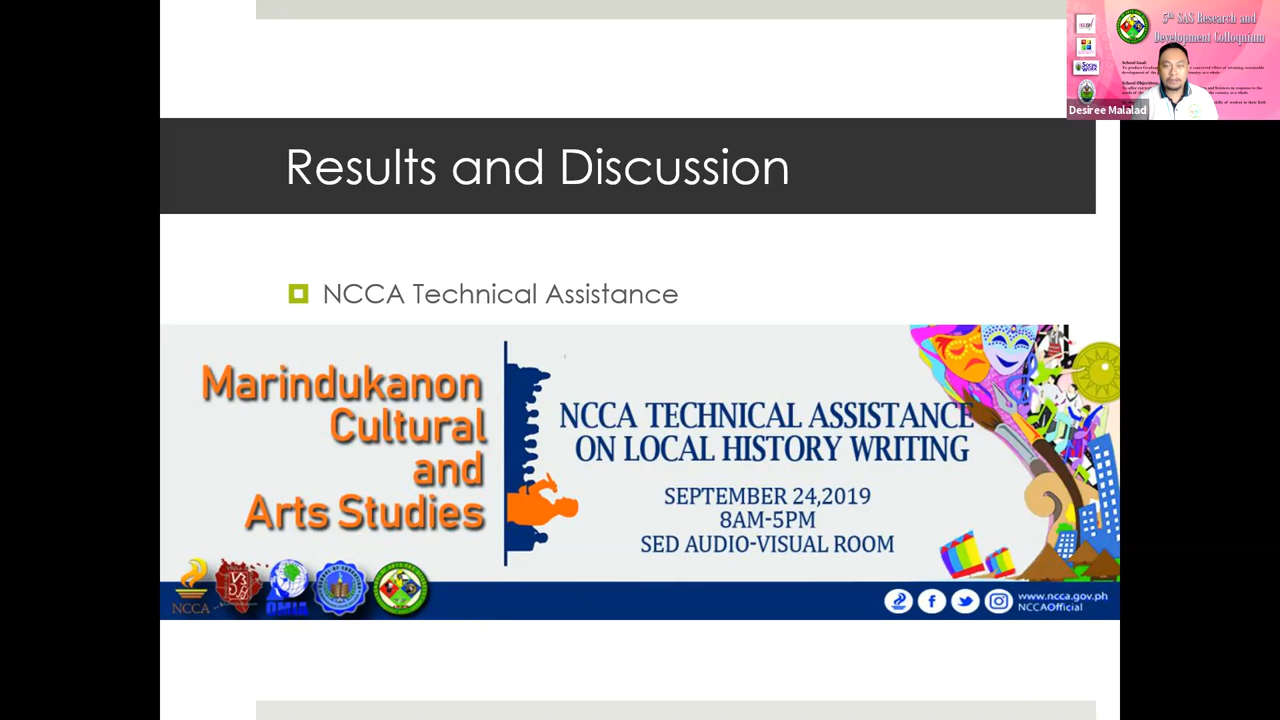 5th SAS Research and
Development Colloquium
School Goal:
Desiree Malalad
Results and Discussion
NCCA Technical Assistance
Marindukanon
Cultural
and
Arts Studies
NCCA TECHNICAL ASSISTANCE
ON LOCAL HISTORY WRITING
SEPTEMBER 24,2019
8AM-5PM
SED AUDIO-VISUAL ROOM
NCCA
www.ncca.gov.ph
NCCAOfficial